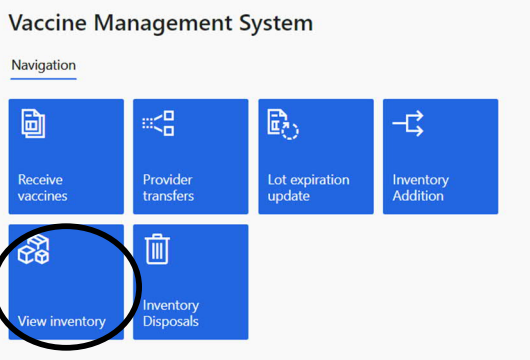 Vaccine Management System
Navigation
Receive
vaccines
Provider
transfers
Lot expiration
update
Inventory
Addition
View inventory
Inventory
Disposals